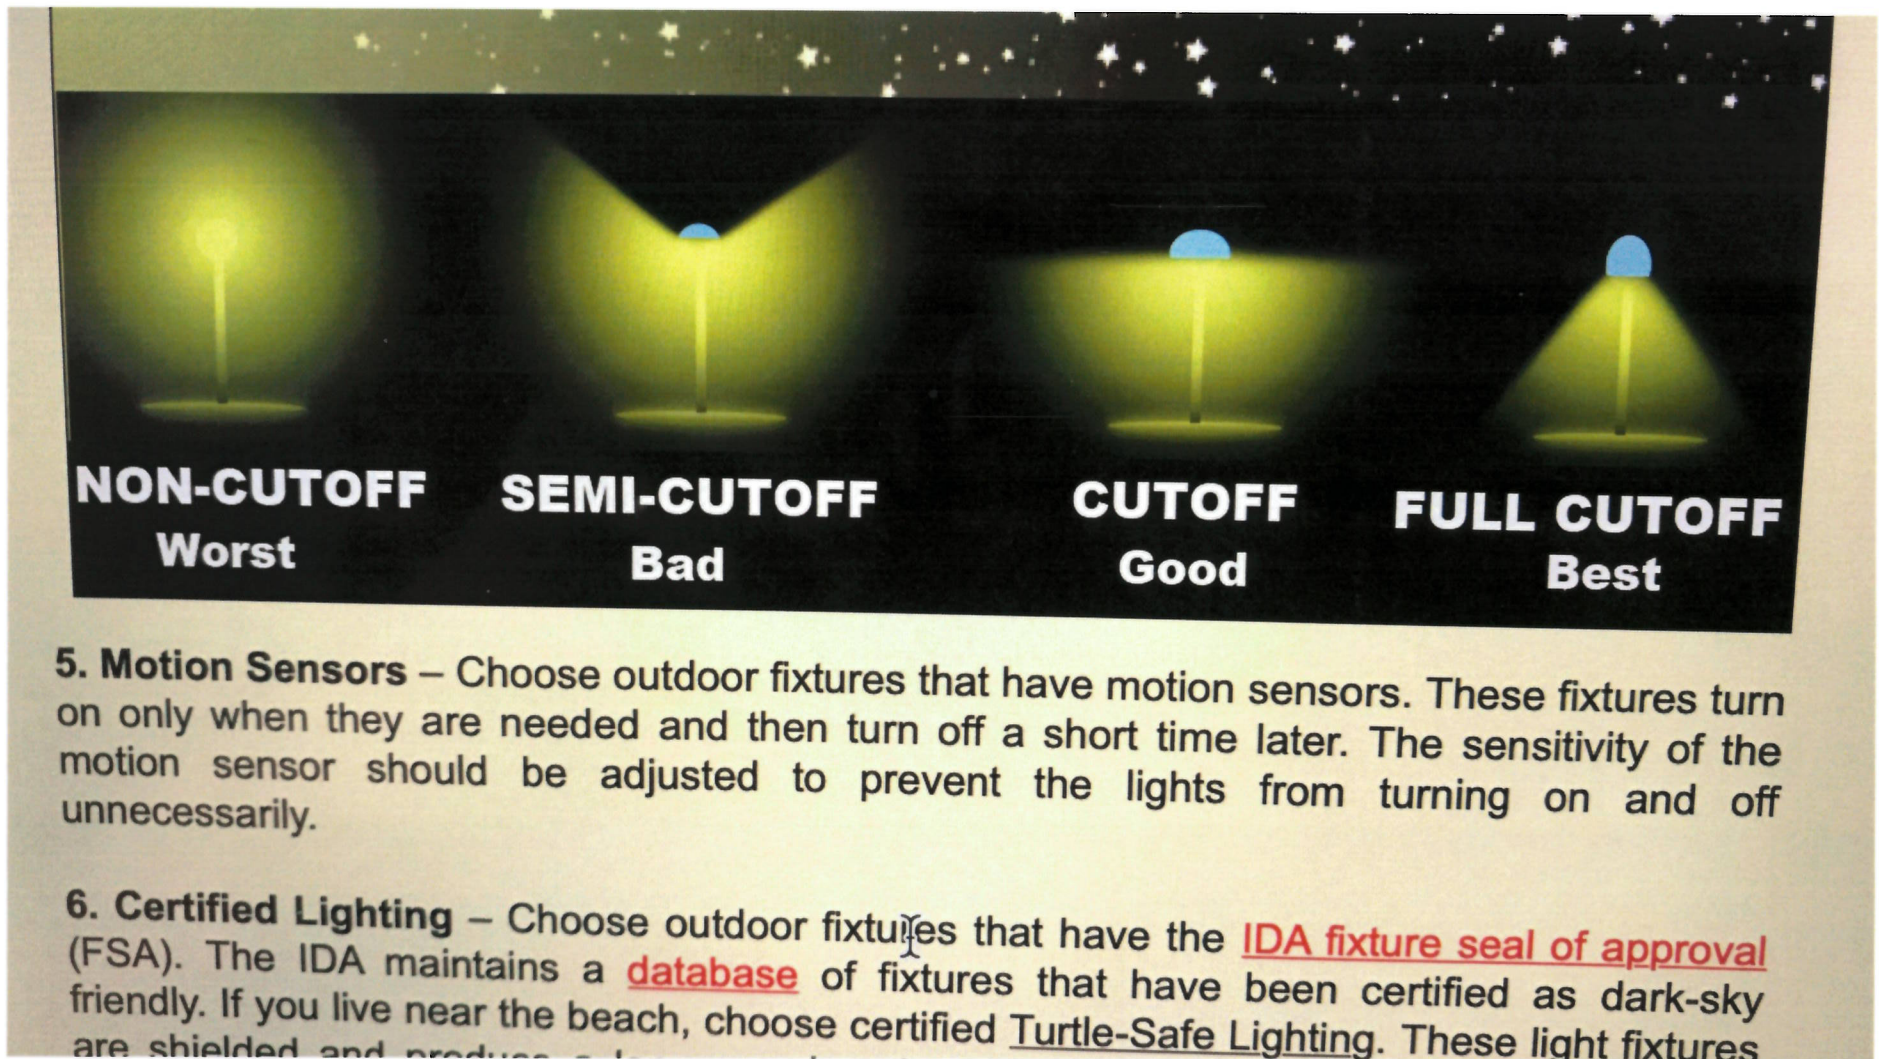 NON-CUTOFF SEMI-CUTOFF CUTOFF FULL CUTOFF
Worst Bad Good Best
5. Motion Sensors – Choose outdoor fixtures that have motion sensors. These fixtures turn
on only when they are needed and then turn off a short time later. The sensitivity of the
motion sensor should be adjusted to prevent the lights from turning on and off
unnecessarily.
6. Certified Lighting – Choose outdoor fixtures that have the IDA fixture seal of approval
(FSA). The IDA maintains a database of fixtures that have been certified as dark-sky
friendly. If you live near the beach, choose certified Turtle-Safe Lighting. These light fixtures
are shielded and